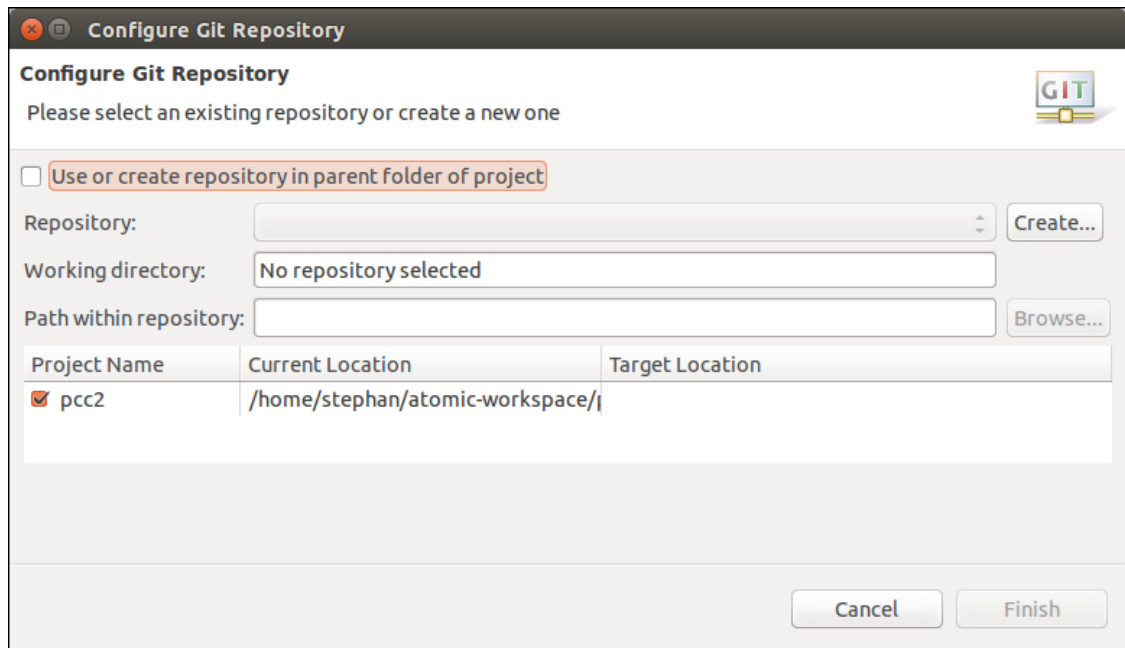 Configure Git Repository
Configure Git Repository
Please select an existing repository or create a new one
GIT
Use or create repository in parent folder of project
Repository: Create...
Working directory: No repository selected
Path within repository: Browse...
Project Name Current Location Target Location
pcc2 /home/stephan/atomic-workspace/
Cancel Finish